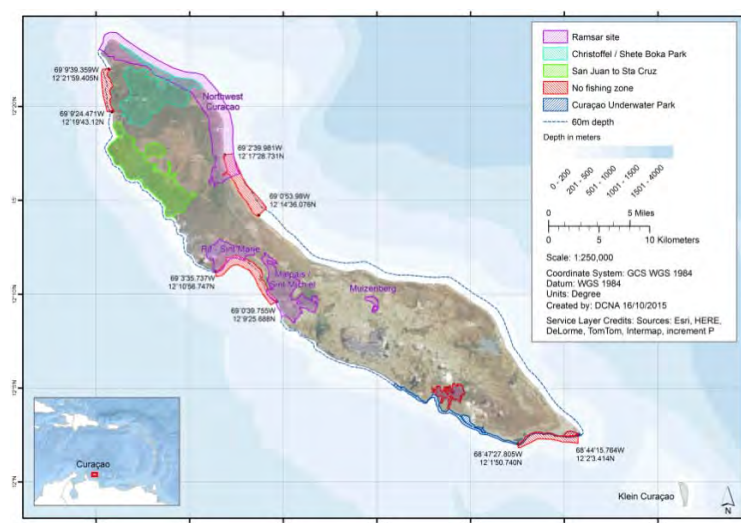 Ramsar site
Christoffel / Shete Boka Park
San Juan to Sta Cruz
No fishing zone
Curaçao Underwater Park
60m depth
Depth in meters
0 - 200
201 - 500
501 - 1000
1001 - 1500
1501 - 4000
0 5 Miles
0 5 10 Kilometers
Scale: 1:250,000
Coordinate System: GCS WGS 1984
Datum: WGS 1984
Units: Degree
Created by: DCNA 16/10/2015
Service Layer Credits: Sources: Esri, HERE,
DeLorme, TomTom, Intermap, increment P
69°9'39.359W
12°21'59.405N
69°9'24.471W
12°19'43.12N
Northwest
Curaçao
69°2'39.981W
12°17'28.731N
69°0'53.98W
12°14'36.076N
Rif - Sint Marie
69°3'35.737W
12°10'56.747N
Malpais /
Sint Michiel
Muizenberg
69°0'39.755W
12°9'25.688N
68°47'27.805W
12°1'50.740N
68°44'15.764W
12°2'3.414N
Curaçao
Klein Curaçao
N